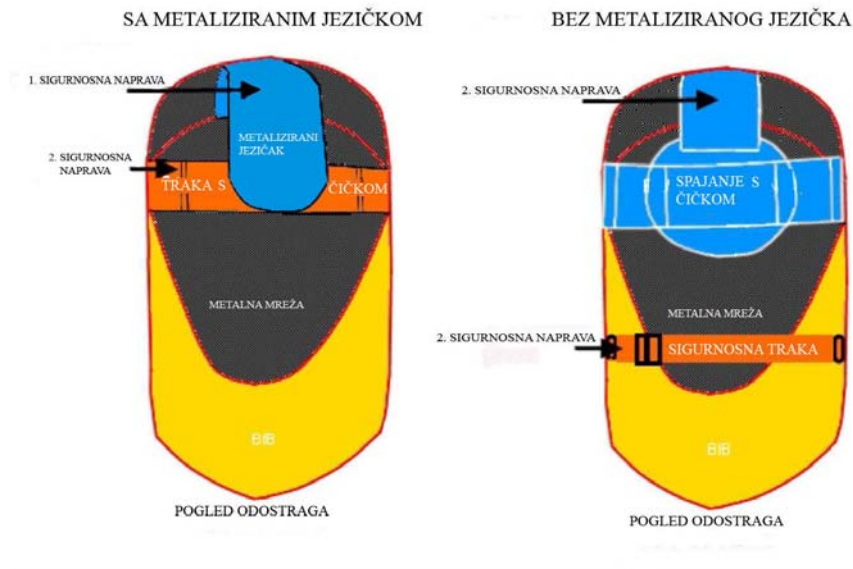 SA METALIZIRANIM JEZIČKOM
1. SIGURNOSNA NAPRAVA
METALIZIRANI
JEZIČAK
2. SIGURNOSNA
NAPRAVA
TRAKA S ČIČKOM
METALNA MREŽA
BIB
POGLED ODOSTRAGA
BEZ METALIZIRANOG JEZIČKA
2. SIGURNOSNA NAPRAVA
SPAJANJE S
ČIČKOM
METALNA MREŽA
2. SIGURNOSNA NAPRAVA
SIGURNOSNA TRAKA
BIB
POGLED ODOSTRAGA